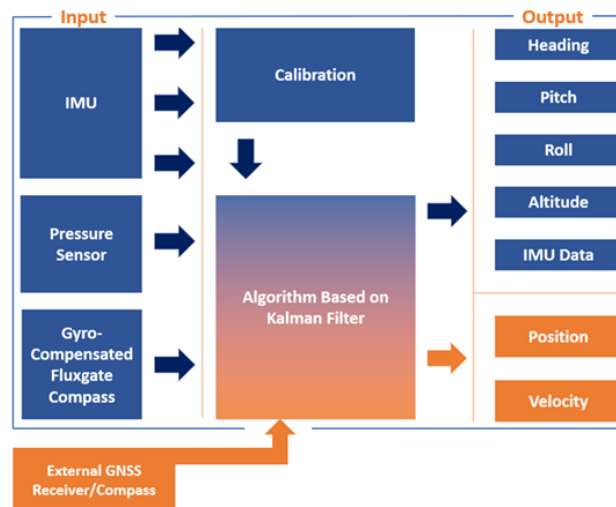 Input
IMU
Pressure
Sensor
Gyro-
Compensated
Fluxgate
Compass
External GNSS
Receiver/Compass
Calibration
Algorithm Based on
Kalman Filter
Output
Heading
Pitch
Roll
Altitude
IMU Data
Position
Velocity